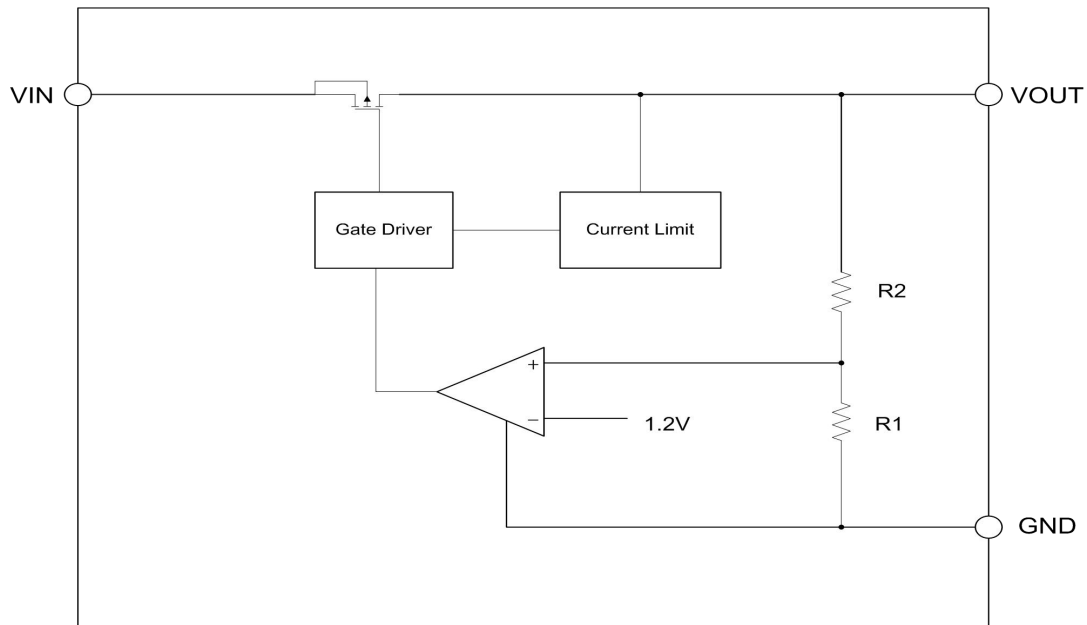 VIN
VOUT
Gate Driver
Current Limit
R2
+
−
1.2V
R1
GND